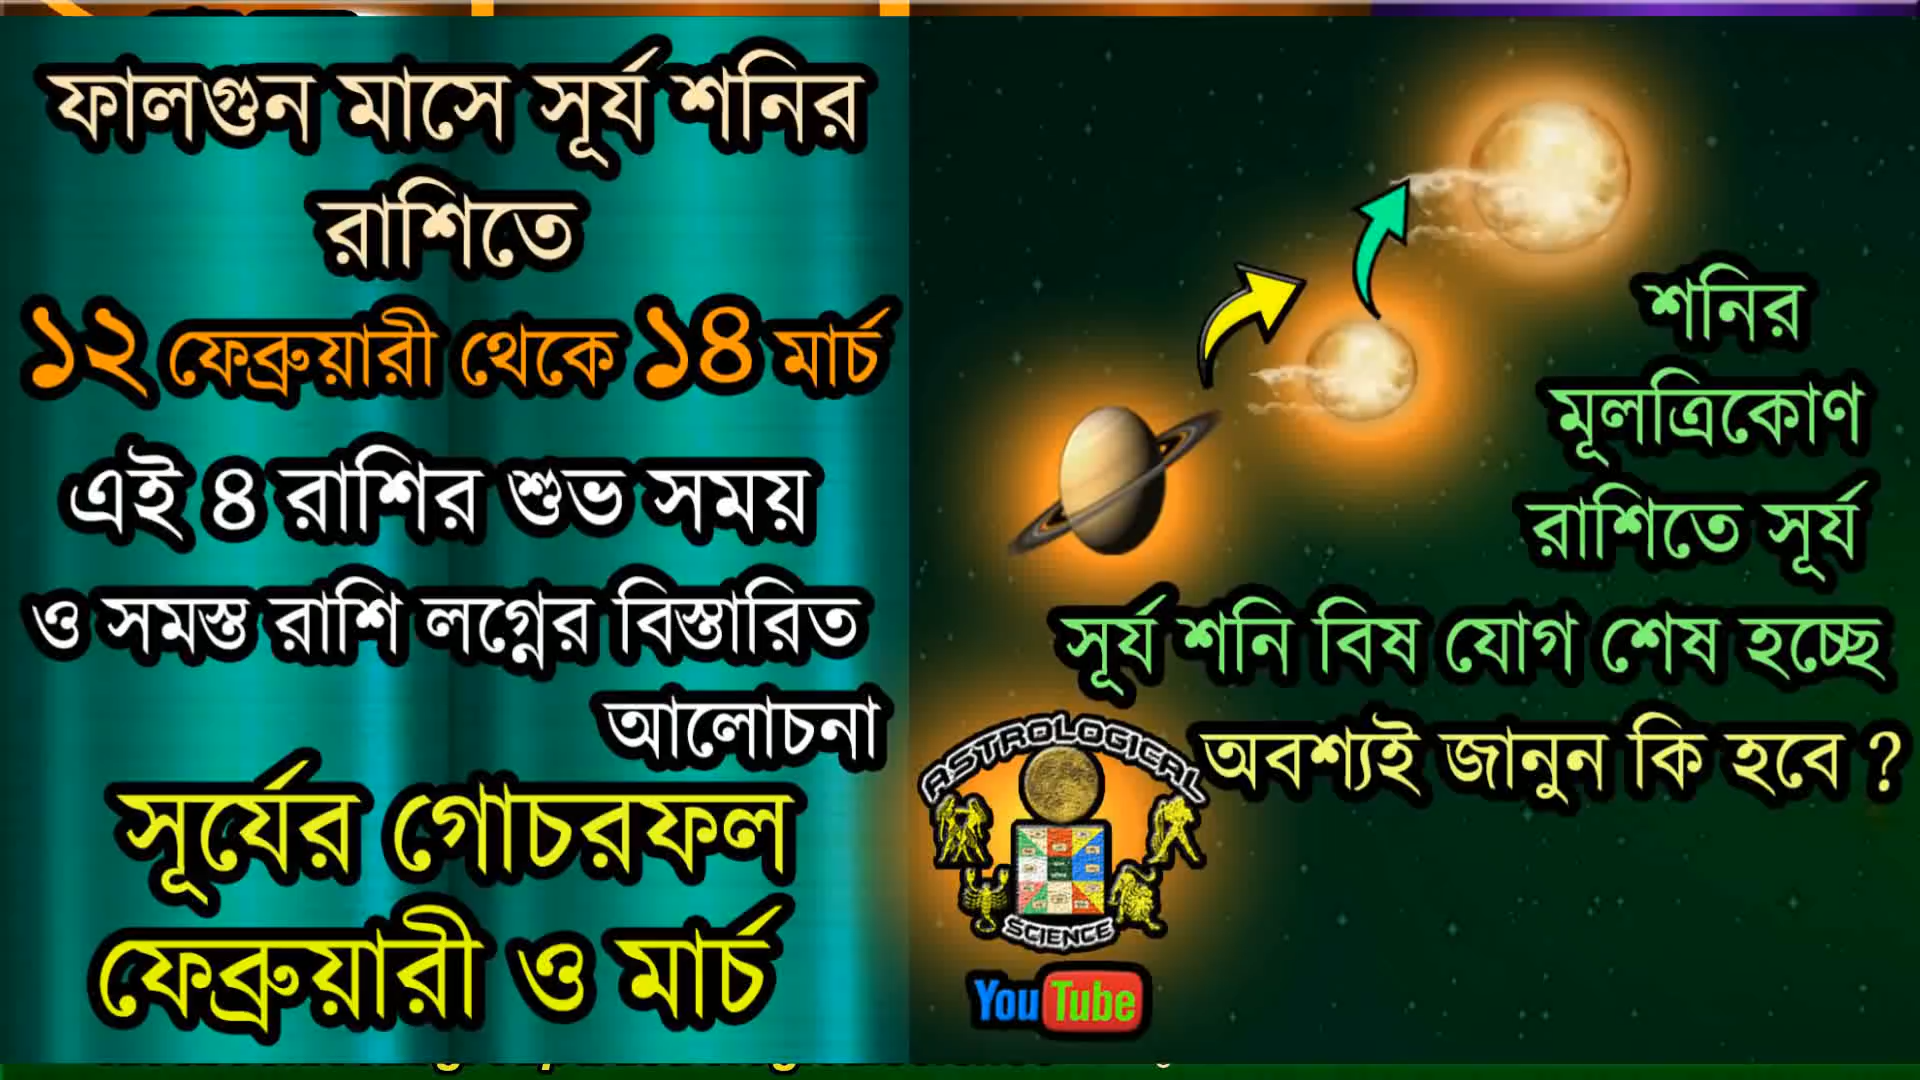 ফালগুন মাসে সূর্য শনির
রাশিতে
১২ ফেব্রুয়ারী থেকে ১৪ মার্চ
এই ৪ রাশির শুভ সময়
ও সমস্ত রাশি লগ্নের বিস্তারিত
আলোচনা
সূর্যের গোচরফল
ফেব্রুয়ারী ও মার্চ
শনির
মূলত্রিকোণ
রাশিতে সূর্য
সূর্য শনি বিষ যোগ শেষ হচ্ছে
অবশ্যই জানুন কি হবে ?
ASTROLOGICAL
SCIENCE
YouTube